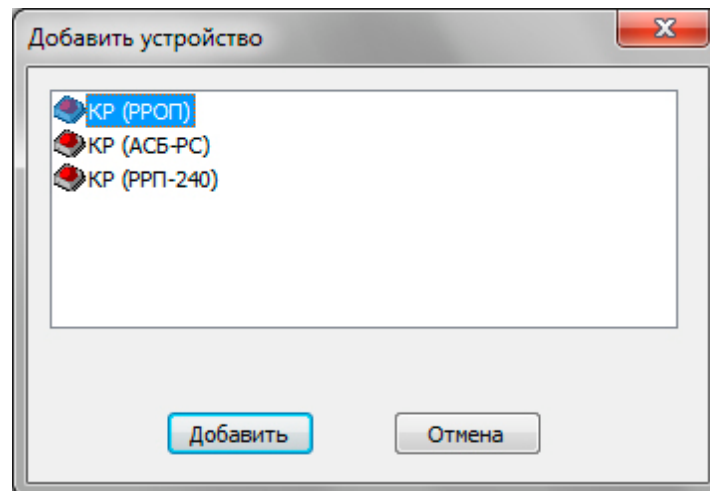 Добавить устройство
КР (РРОП)
КР (АСБ-РС)
КР (РРП-240)
Добавить
Отмена